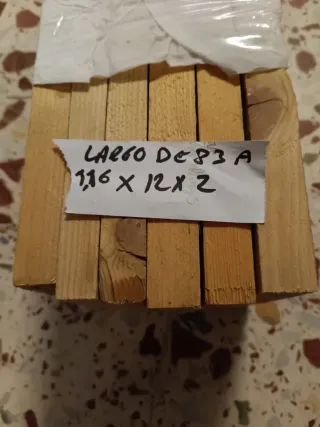 LARGO DE 83 A
1,16 X 12 X 2